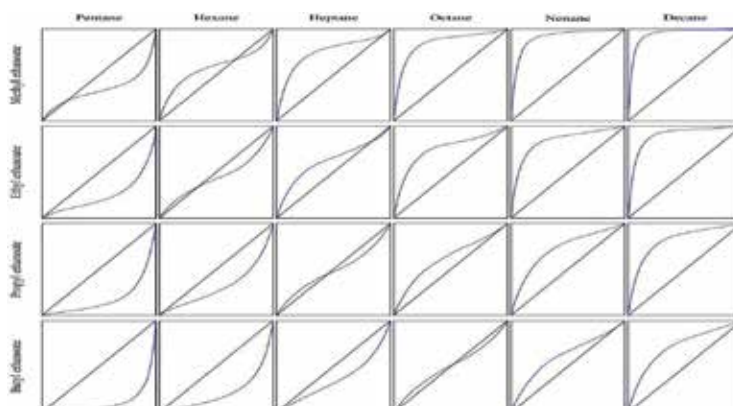 Pentane Hexane Heptane Octane Nonane Decane
Methyl ethanoate
Ethyl ethanoate
Propyl ethanoate
Butyl ethanoate